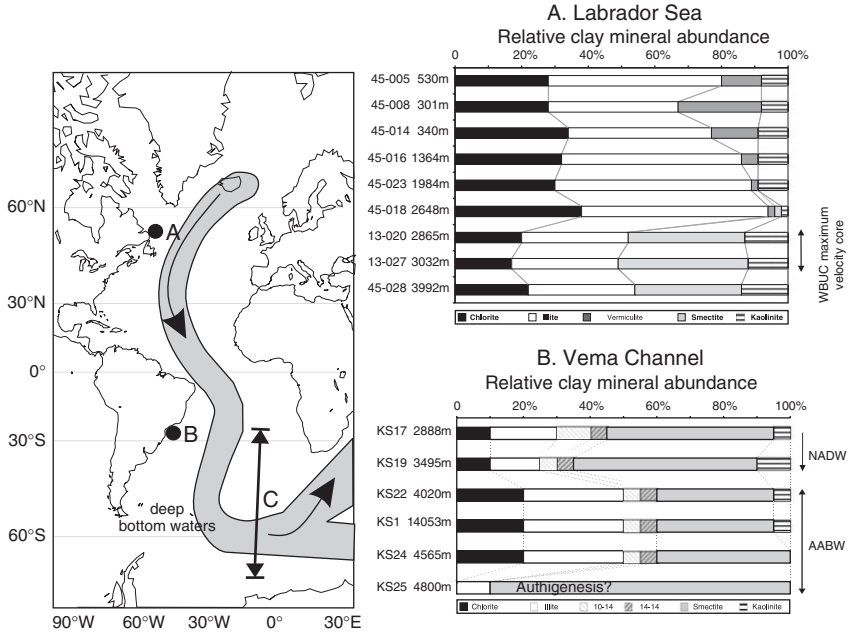 A. Labrador Sea
Relative clay mineral abundance
0 20% 40% 60% 80% 100%
45-005 530m
45-008 301m
45-014 340m
45-016 1364m
45-023 1984m
45-018 2648m
13-020 2865m
13-027 3032m
45-028 3992m
WBUC maximum
velocity core
Chlorite Illite Vermiculite Smectite Kaolinite
B. Vema Channel
Relative clay mineral abundance
0 20% 40% 60% 80% 100%
KS17 2888m
KS19 3495m
KS22 4020m
KS1 14053m
KS24 4565m
KS25 4800m
Authigenesis?
NADW
AABW
Chlorite Illite 10-14 14-14 Smectite Kaolinite
60°N
30°N
0°
30°S
60°S
A
B
C
deep
bottom waters
90°W 60°W 30°W 0° 30°E